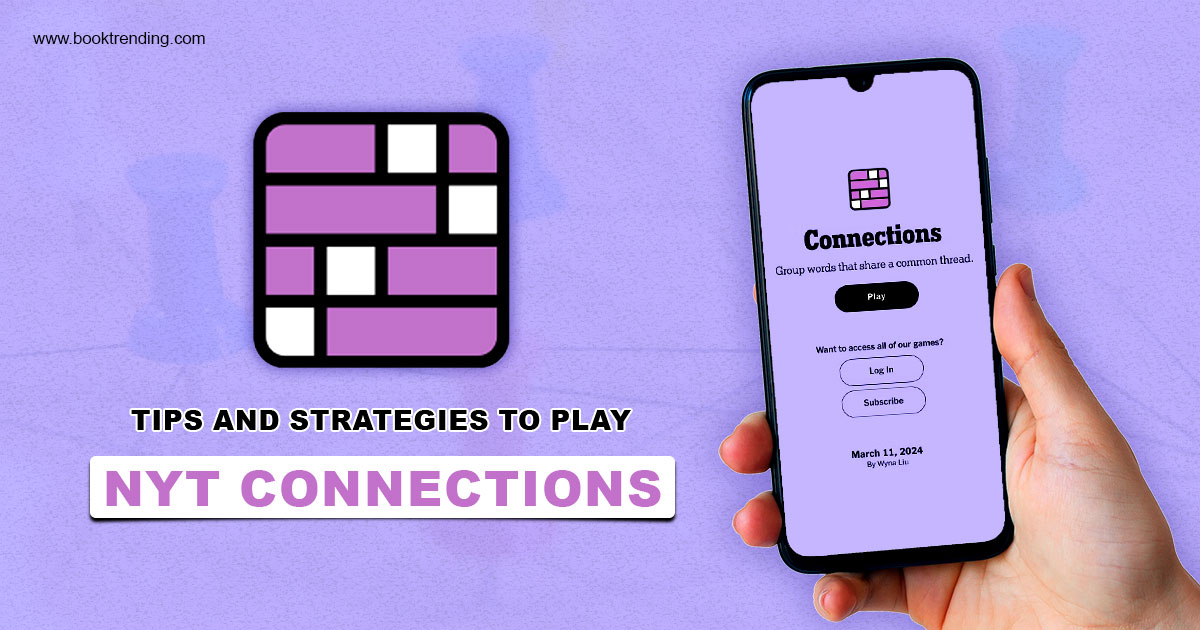 www.booktrending.com
TIPS AND STRATEGIES TO PLAY
NYT CONNECTIONS
Connections
Group words that share a common thread.
Play
Want to access all of our games?
Log In
Subscribe
March 11, 2024
By Wyna Liu